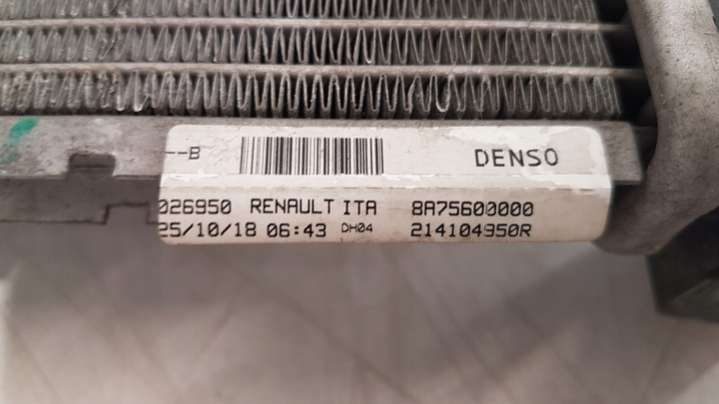 --B DENSO
026950 RENAULT ITA 8A75600000
25/10/18 06:43 DH04 214104950R